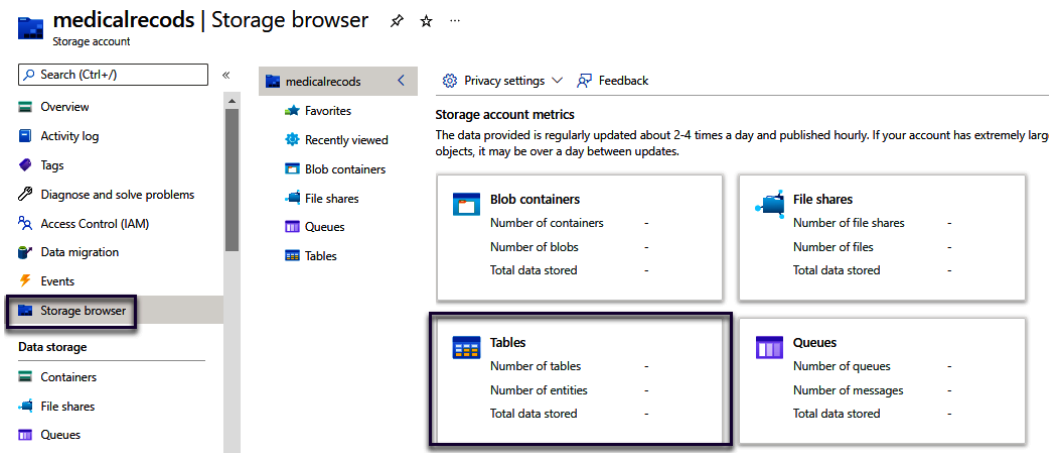 medicalrecods | Storage browser
Storage account
Search (Ctrl+/)
Overview
Activity log
Tags
Diagnose and solve problems
Access Control (IAM)
Data migration
Events
Storage browser
Data storage
Containers
File shares
Queues
medicalrecods
Favorites
Recently viewed
Blob containers
File shares
Queues
Tables
Privacy settings
Feedback
Storage account metrics
The data provided is regularly updated about 2-4 times a day and published hourly. If your account has extremely larg
objects, it may be over a day between updates.
Blob containers
Number of containers -
Number of blobs -
Total data stored -
File shares
Number of file shares -
Number of files -
Total data stored -
Tables
Number of tables -
Number of entities -
Total data stored -
Queues
Number of queues -
Number of messages -
Total data stored -